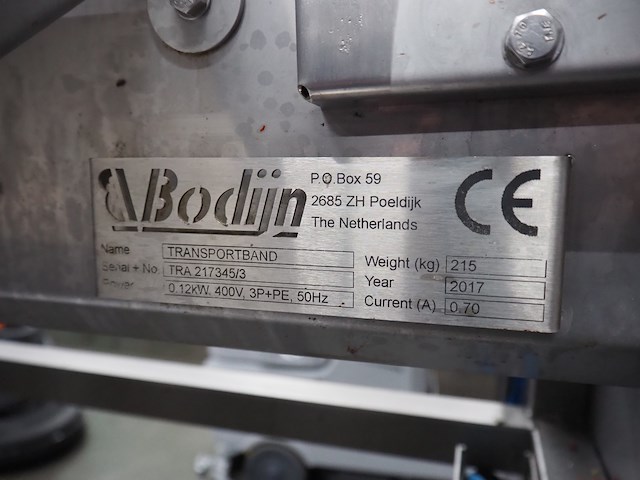 Bodijn
P.O.Box 59
2685 ZH Poeldijk
The Netherlands
CE
Name TRANSPORTBAND
Serial + No TRA 217345/3
Power 0.12kW, 400V, 3P+PE, 50Hz
Weight (kg) 215
Year 2017
Current (A) 0.70